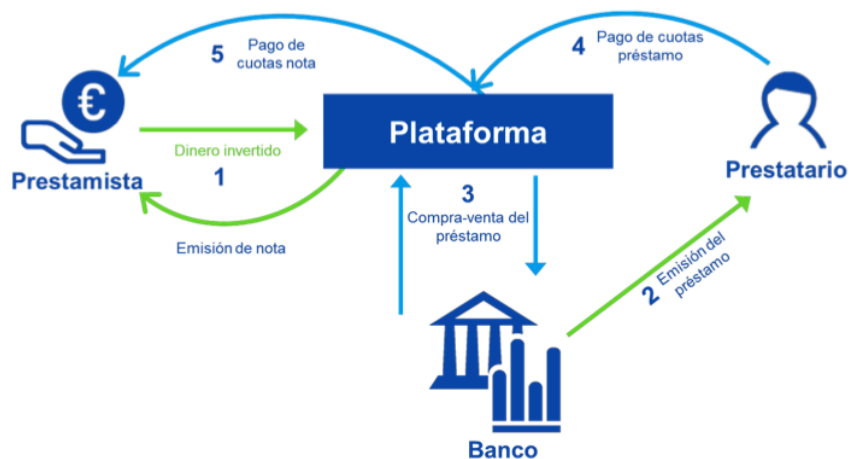 5
Pago de
cuotas nota
4
Pago de cuotas
préstamo
€
Plataforma
Dinero invertido
1
Prestamista
Prestatario
3
Compra-venta del
préstamo
Emisión de nota
2
Emisión del
préstamo
Banco